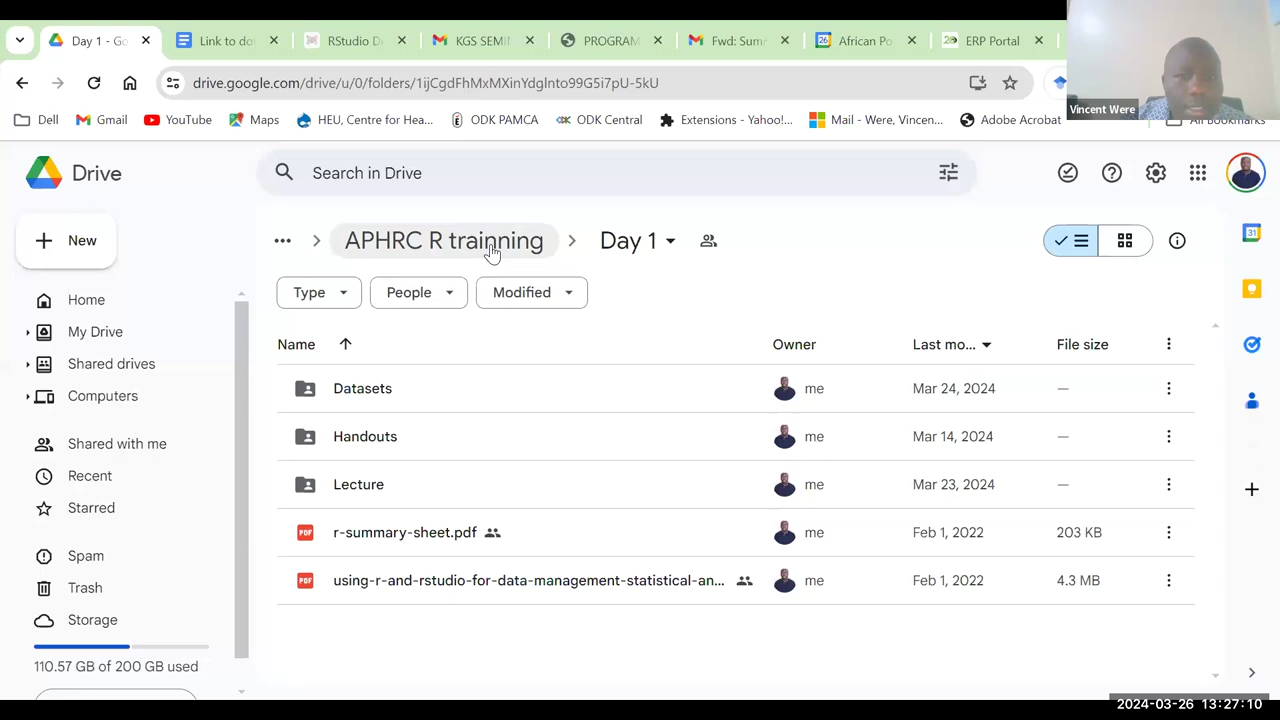 Day 1 - Go
Link to do
RStudio D
KGS SEMI
PROGRAM
Fwd: Sum
African Po
ERP Portal
drive.google.com/drive/u/0/folders/1ijCgdFhMxMXinYdgInto99G5i7pU-5kU
Dell
Gmail
YouTube
Maps
HEU, Center for Hea...
ODK PAMCA
ODK Central
Extensions - Yahoo!...
Mail - Were, Vincen...
Adobe Acrobat
All Bookmarks
Vincent Were
Drive
Search in Drive
New
APHRC R trainning
Day 1
Type
People
Modified
Home
My Drive
Shared drives
Computers
Shared with me
Recent
Starred
Spam
Trash
Storage
110.57 GB of 200 GB used
Name Owner Last mo... File size
Datasets me Mar 24, 2024 —
Handouts me Mar 14, 2024 —
Lecture me Mar 23, 2024 —
r-summary-sheet.pdf me Feb 1, 2022 203 KB
using-r-and-rstudio-for-data-management-statistical-an... me Feb 1, 2022 4.3 MB
2024-03-26 13:27:10